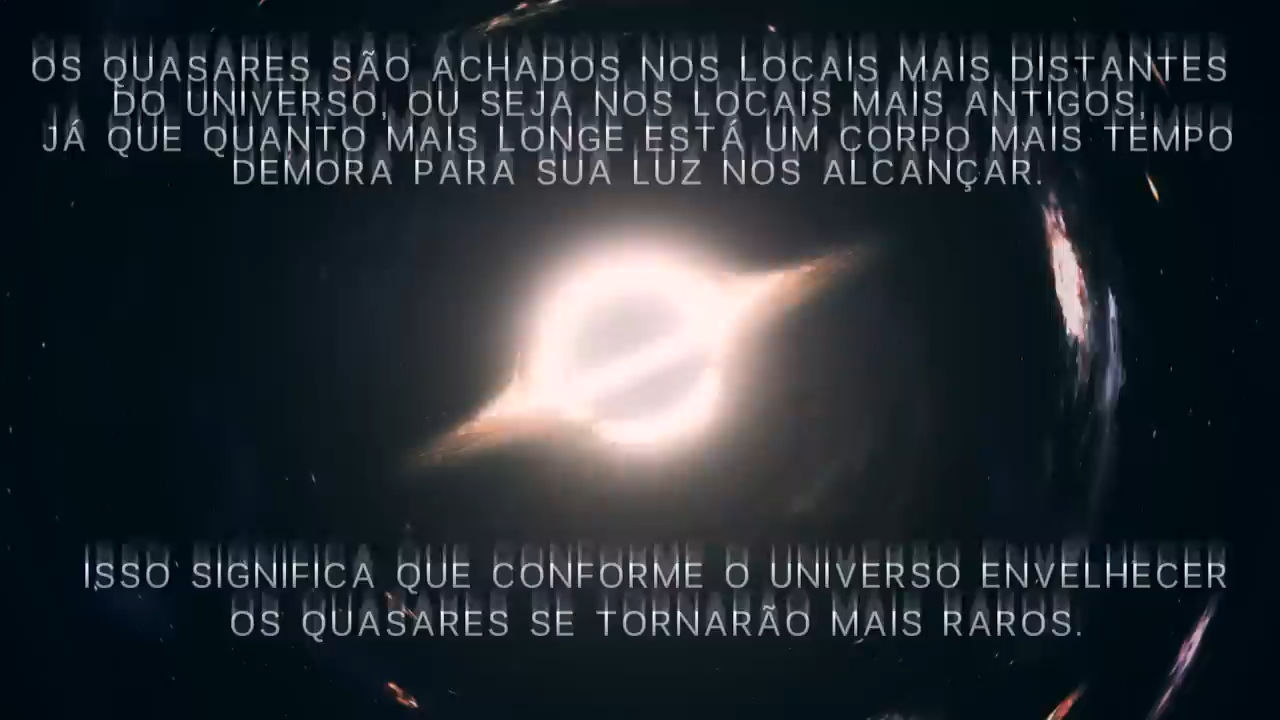 OS QUASARES SÃO ACHADOS NOS LOCAIS MAIS DISTANTES
DO UNIVERSO, OU SEJA NOS LOCAIS MAIS ANTIGOS,
JÁ QUE QUANTO MAIS LONGE ESTÁ UM CORPO MAIS TEMPO
DEMORA PARA SUA LUZ NOS ALCANÇAR.
ISSO SIGNIFICA QUE CONFORME O UNIVERSO ENVELHECER
OS QUASARES SE TORNARÃO MAIS RAROS.